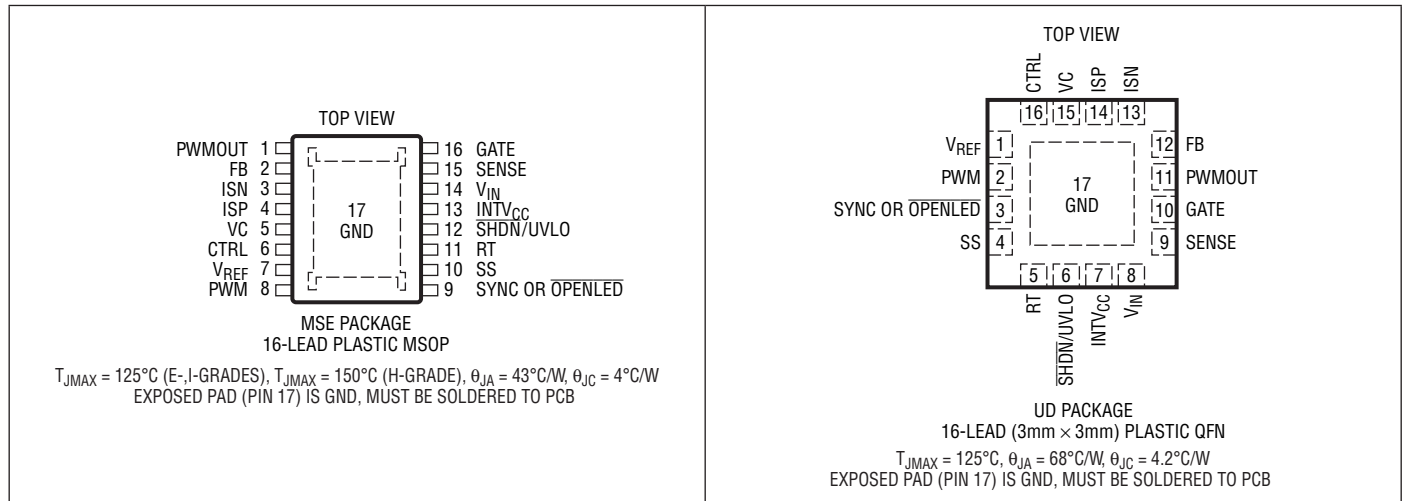 TOP VIEW
PWMOUT 1
FB 2
ISN 3
ISP 4
VC 5
CTRL 6
VREF 7
PWM 8
17
GND
16 GATE
15 SENSE
14 VIN
13 INTVCC
12 SHDN/UVLO
11 RT
10 SS
9 SYNC OR OPENLED
MSE PACKAGE
16-LEAD PLASTIC MSOP
TJMAX = 125°C (E-,I-GRADES), TJMAX = 150°C (H-GRADE), θJA = 43°C/W, θJC = 4°C/W
EXPOSED PAD (PIN 17) IS GND, MUST BE SOLDERED TO PCB
TOP VIEW
CTRL VC ISP ISN
16 15 14 13
VREF 1
PWM 2
SYNC OR OPENLED 3
SS 4
17
GND
12 FB
11 PWMOUT
10 GATE
9 SENSE
5 6 7 8
RT SHDN/UVLO INTVCC VIN
UD PACKAGE
16-LEAD (3mm × 3mm) PLASTIC QFN
TJMAX = 125°C, θJA = 68°C/W, θJC = 4.2°C/W
EXPOSED PAD (PIN 17) IS GND, MUST BE SOLDERED TO PCB